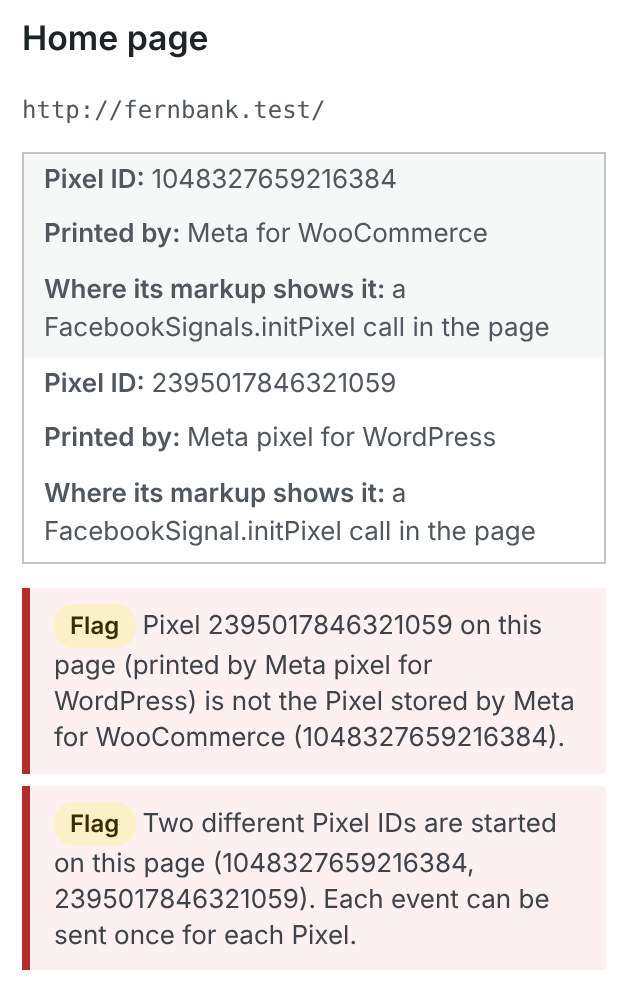 Home page
http://fernbank.test/
Pixel ID: 1048327659216384
Printed by: Meta for WooCommerce
Where its markup shows it: a
FacebookSignals.initPixel call in the page
Pixel ID: 2395017846321059
Printed by: Meta pixel for WordPress
Where its markup shows it: a
FacebookSignal.initPixel call in the page
Flag Pixel 2395017846321059 on this
page (printed by Meta pixel for
WordPress) is not the Pixel stored by Meta
for WooCommerce (1048327659216384).
Flag Two different Pixel IDs are started
on this page (1048327659216384,
2395017846321059). Each event can be
sent once for each Pixel.